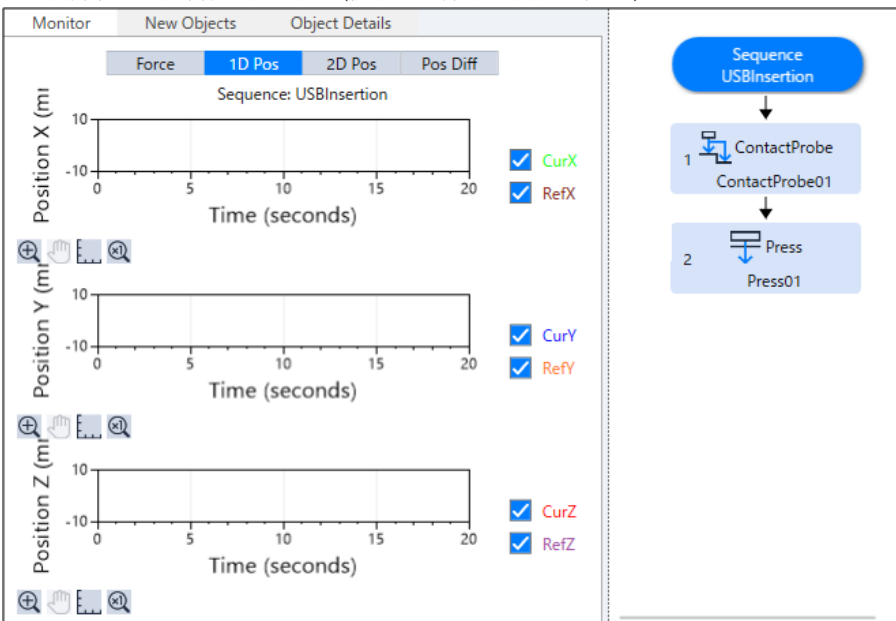 Monitor
New Objects
Object Details
Force
1D Pos
2D Pos
Pos Diff
Sequence: USBInsertion
Position X (mı
10
-10
0 5 10 15 20
Time (seconds)
CurX
RefX
Position Y (mı
10
-10
0 5 10 15 20
Time (seconds)
CurY
RefY
Position Z (mı
10
-10
0 5 10 15 20
Time (seconds)
CurZ
RefZ
Sequence
USBInsertion
1
ContactProbe
ContactProbe01
2
Press
Press01